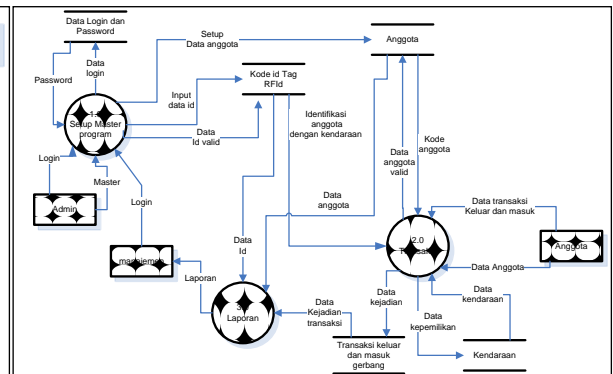 Data Login dan
Password
Setup
Data anggota
Anggota
Password
Data
login
Kode id Tag
RFId
Input
data id
Setup Master
program
Data
Id valid
Identifikasi
anggota
dengan kendaraan
Kode
anggota
Data
anggota
valid
Login
Master
Admin
Login
Data
anggota
Data transaksi
Keluar dan masuk
2.0
Anggota
manajemen
Data
Id
Data Anggota
Laporan
Data
kendaraan
Laporan
Data
Kejadian
transaksi
Data
kejadian
Data
kepemilikan
Transaksi keluar
dan masuk
gerbang
Kendaraan